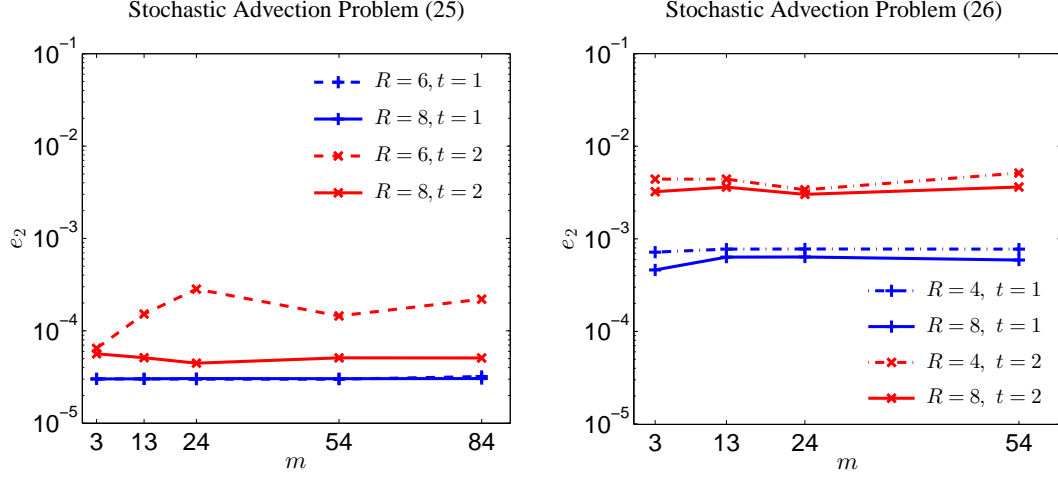 Stochastic Advection Problem (25)
10⁻¹
10⁻²
10⁻³
10⁻⁴
10⁻⁵
e₂
R = 6, t = 1
R = 8, t = 1
R = 6, t = 2
R = 8, t = 2
3 13 24 54 84
m
Stochastic Advection Problem (26)
10⁻¹
10⁻²
10⁻³
10⁻⁴
10⁻⁵
e₂
R = 4, t = 1
R = 8, t = 1
R = 4, t = 2
R = 8, t = 2
3 13 24 54
m